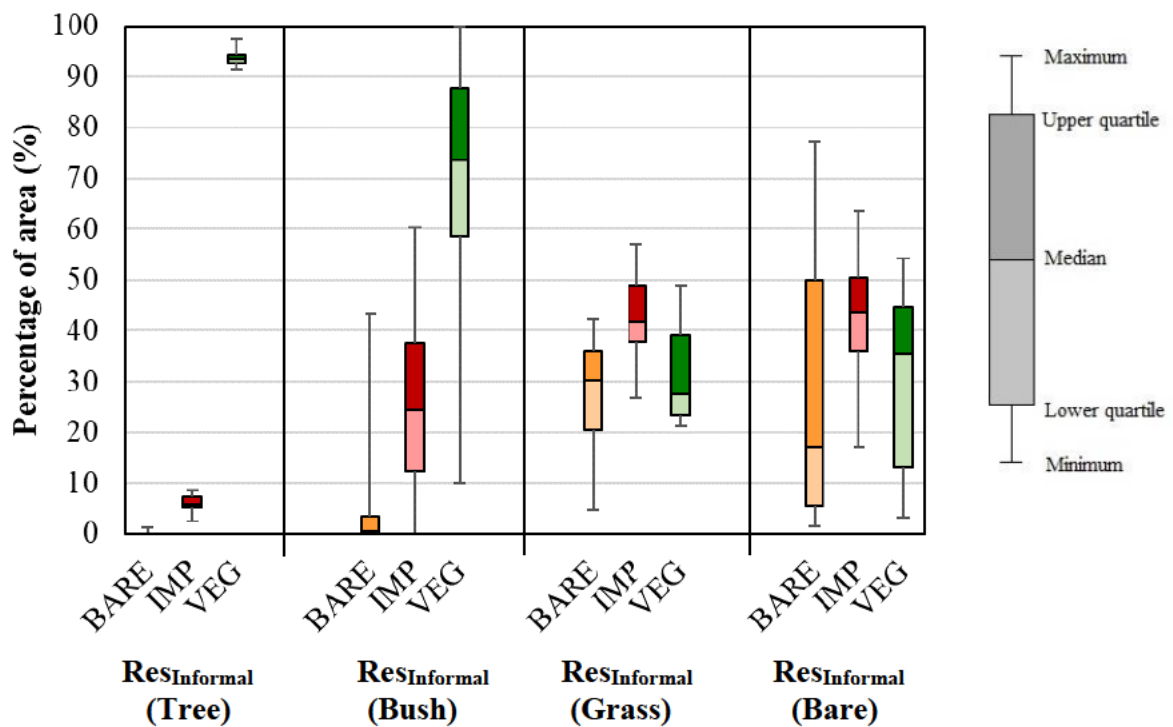 Percentage of area (%)
100
90
80
70
60
50
40
30
20
10
0
BARE
IMP
VEG
BARE
IMP
VEG
BARE
IMP
VEG
BARE
IMP
VEG
ResInformal
(Tree)
ResInformal
(Bush)
ResInformal
(Grass)
ResInformal
(Bare)
Maximum
Upper quartile
Median
Lower quartile
Minimum